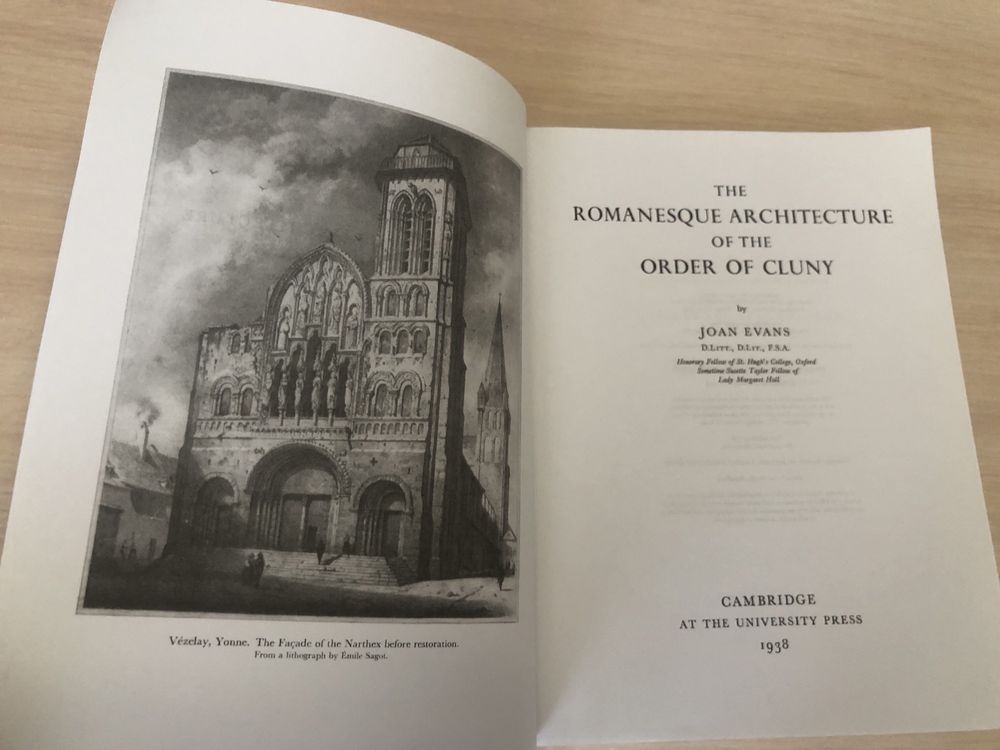 Vézelay, Yonne. The Façade of the Narthex before restoration.
From a lithograph by Émile Sagot.
THE
ROMANESQUE ARCHITECTURE
OF THE
ORDER OF CLUNY
by
JOAN EVANS
D.LITT., D.LIT., F.S.A.
Honorary Fellow of St. Hugh's College, Oxford
Sometime Susette Taylor Fellow of
Lady Margaret Hall
CAMBRIDGE
AT THE UNIVERSITY PRESS
1938